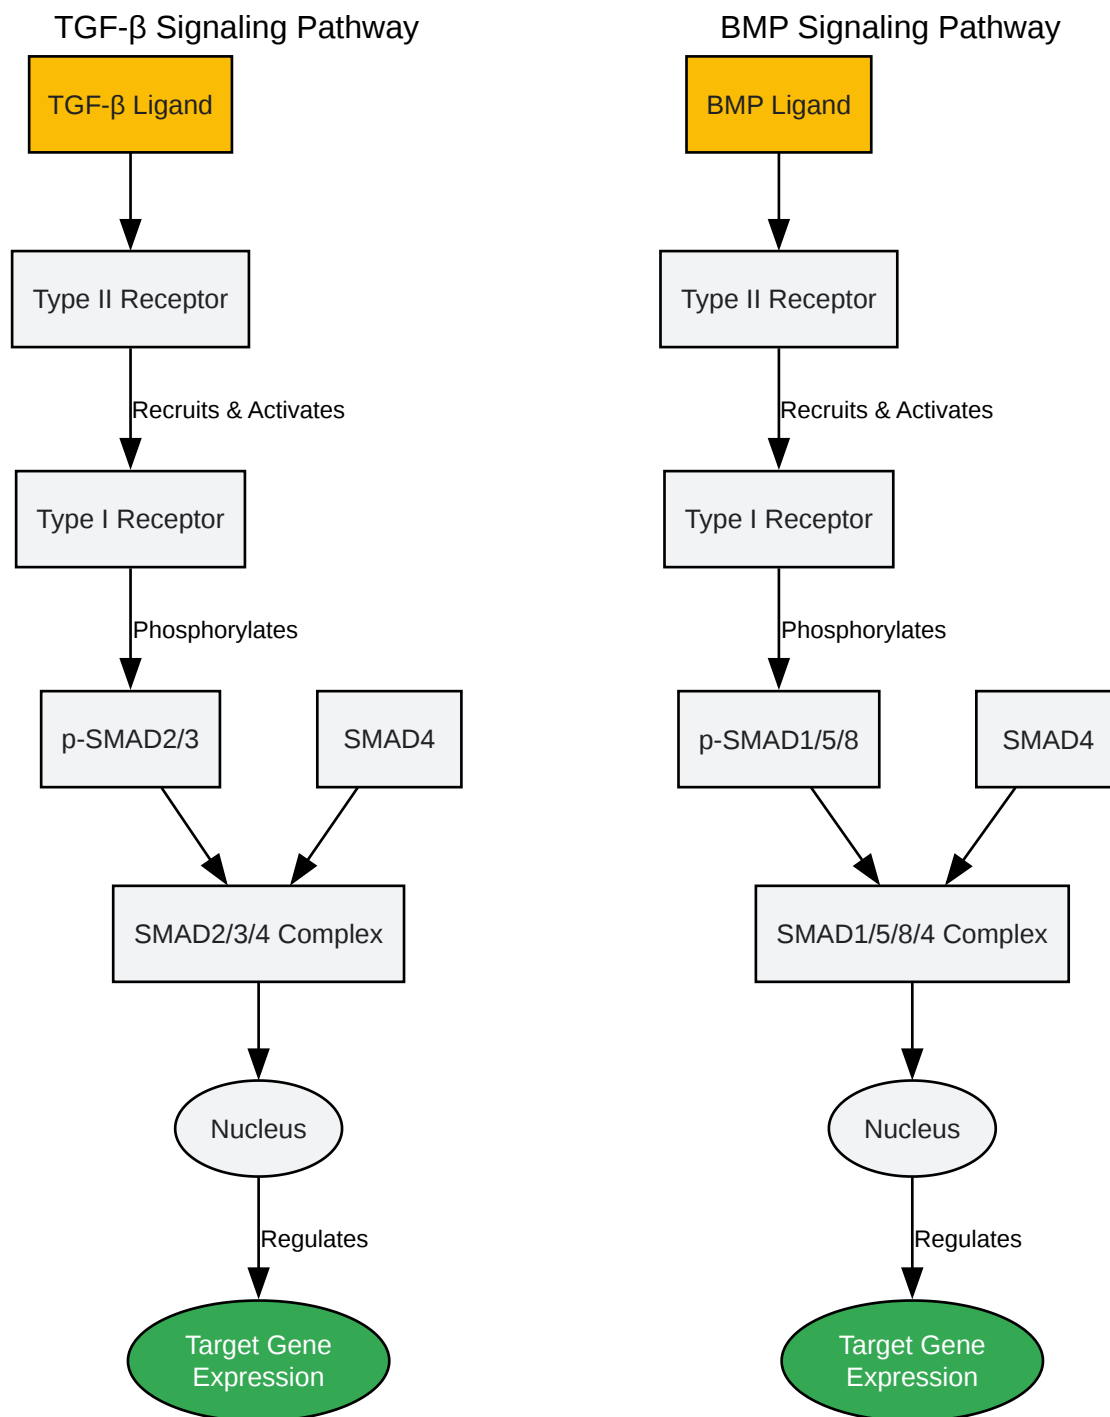 TGF-β Signaling Pathway
TGF-β Ligand
Type II Receptor
Recruits & Activates
Type I Receptor
Phosphorylates
p-SMAD2/3
SMAD4
SMAD2/3/4 Complex
Nucleus
Regulates
Target Gene
Expression
BMP Signaling Pathway
BMP Ligand
Type II Receptor
Recruits & Activates
Type I Receptor
Phosphorylates
p-SMAD1/5/8
SMAD4
SMAD1/5/8/4 Complex
Nucleus
Regulates
Target Gene
Expression